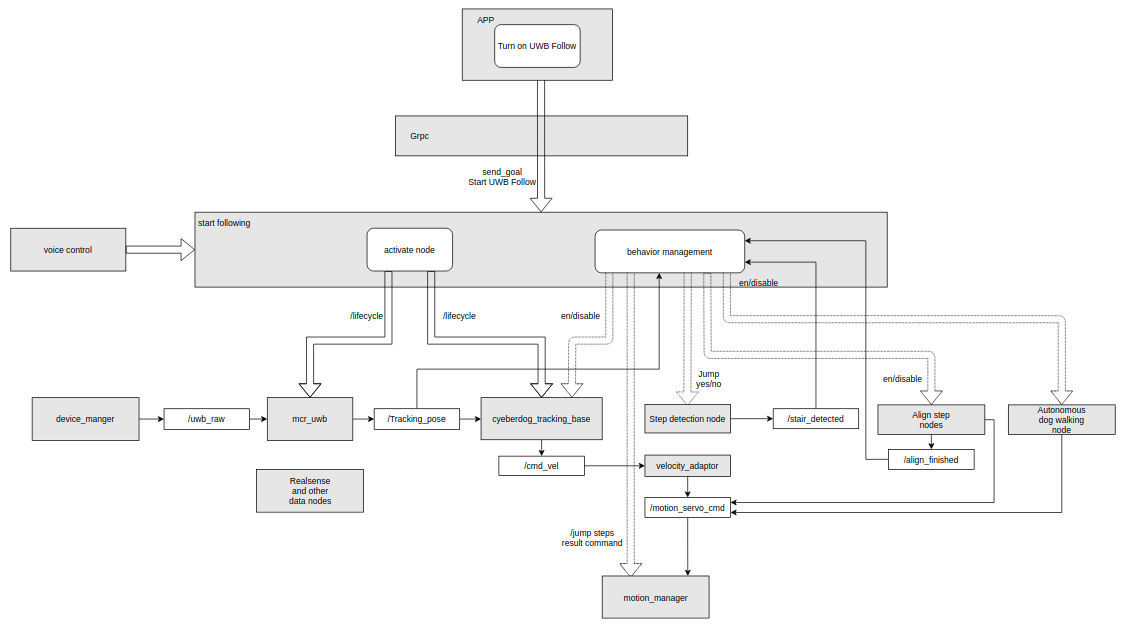 APP
Turn on UWB Follow
Grpc
send_goal
Start UWB Follow
start following
voice control
activate node
behavior management
en/disable
/lifecycle
/lifecycle
en/disable
Jump
yes/no
en/disable
device_manger
/uwb_raw
mcr_uwb
/Tracking_pose
cyeberdog_tracking_base
Step detection node
/stair_detected
Align step
nodes
Autonomous
dog walking
node
/align_finished
/cmd_vel
velocity_adaptor
Realsense
and other
data nodes
/motion_servo_cmd
/jump steps
result command
motion_manager